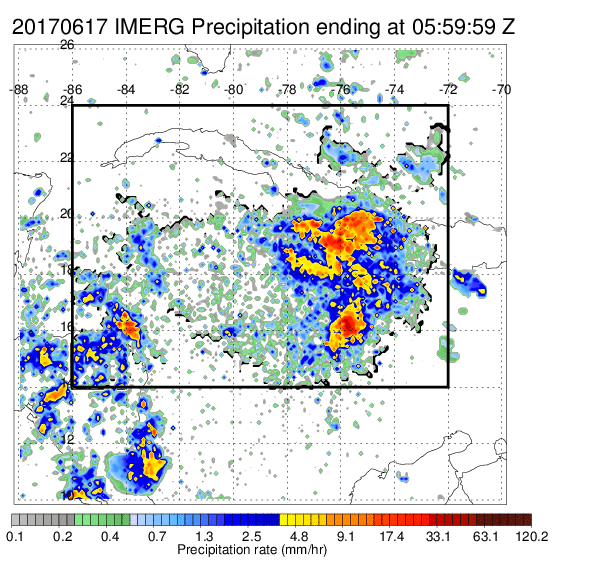 20170617 IMERG Precipitation ending at 05:59:59 Z
26
-88 -86 -84 -82 -80 -78 -76 -74 -72 -70
24
22
20
18
16
12
10
0.1 0.2 0.4 0.7 1.3 2.5 4.8 9.1 17.4 33.1 63.1 120.2
Precipitation rate (mm/hr)